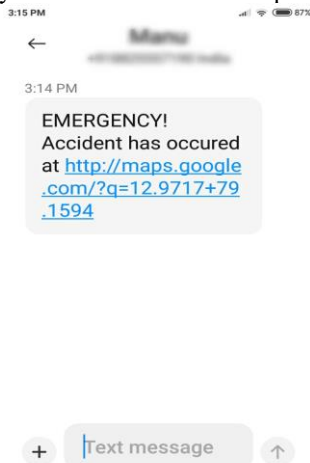 3:15 PM
87%
Manu
3:14 PM
EMERGENCY!
Accident has occured
at http://maps.google
.com/?q=12.9717+79
.1594
Text message